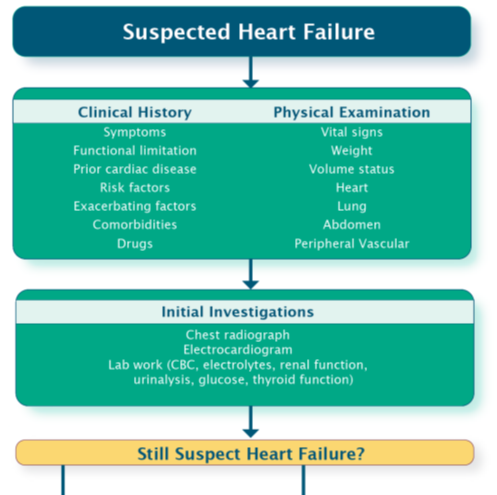 Suspected Heart Failure
Clinical History
Symptoms
Functional limitation
Prior cardiac disease
Risk factors
Exacerbating factors
Comorbidities
Drugs
Physical Examination
Vital signs
Weight
Volume status
Heart
Lung
Abdomen
Peripheral Vascular
Initial Investigations
Chest radiograph
Electrocardiogram
Lab work (CBC, electrolytes, renal function,
urinalysis, glucose, thyroid function)
Still Suspect Heart Failure?